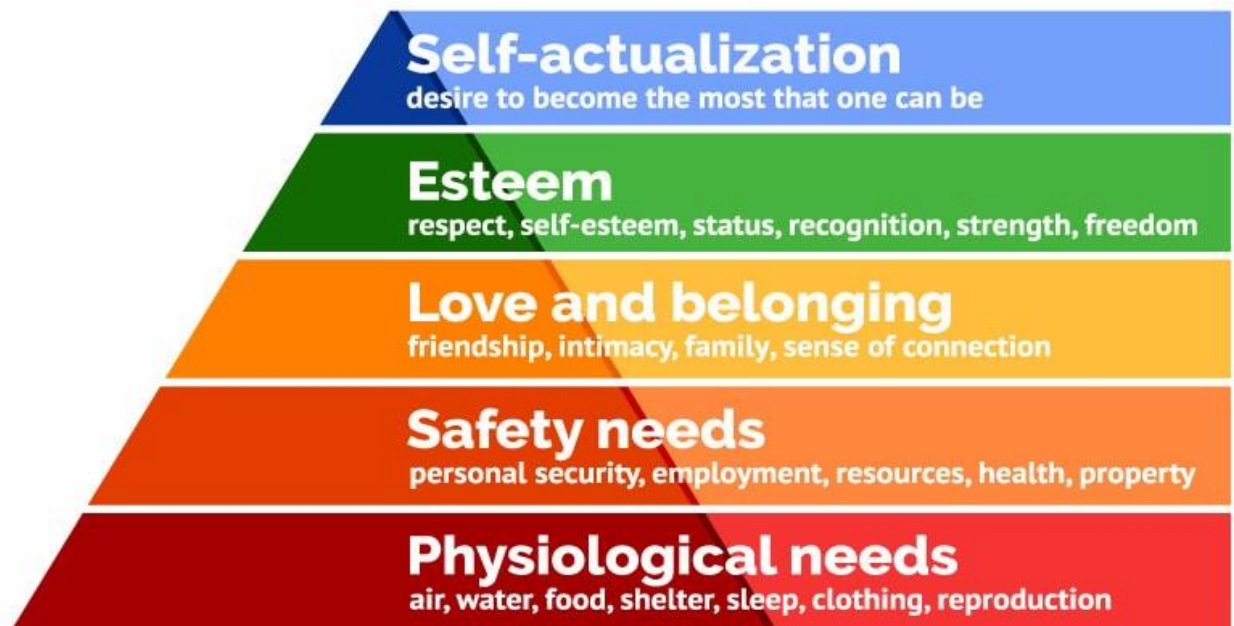 Self-actualization
desire to become the most that one can be
Esteem
respect, self-esteem, status, recognition, strength, freedom
Love and belonging
friendship, intimacy, family, sense of connection
Safety needs
personal security, employment, resources, health, property
Physiological needs
air, water, food, shelter, sleep, clothing, reproduction